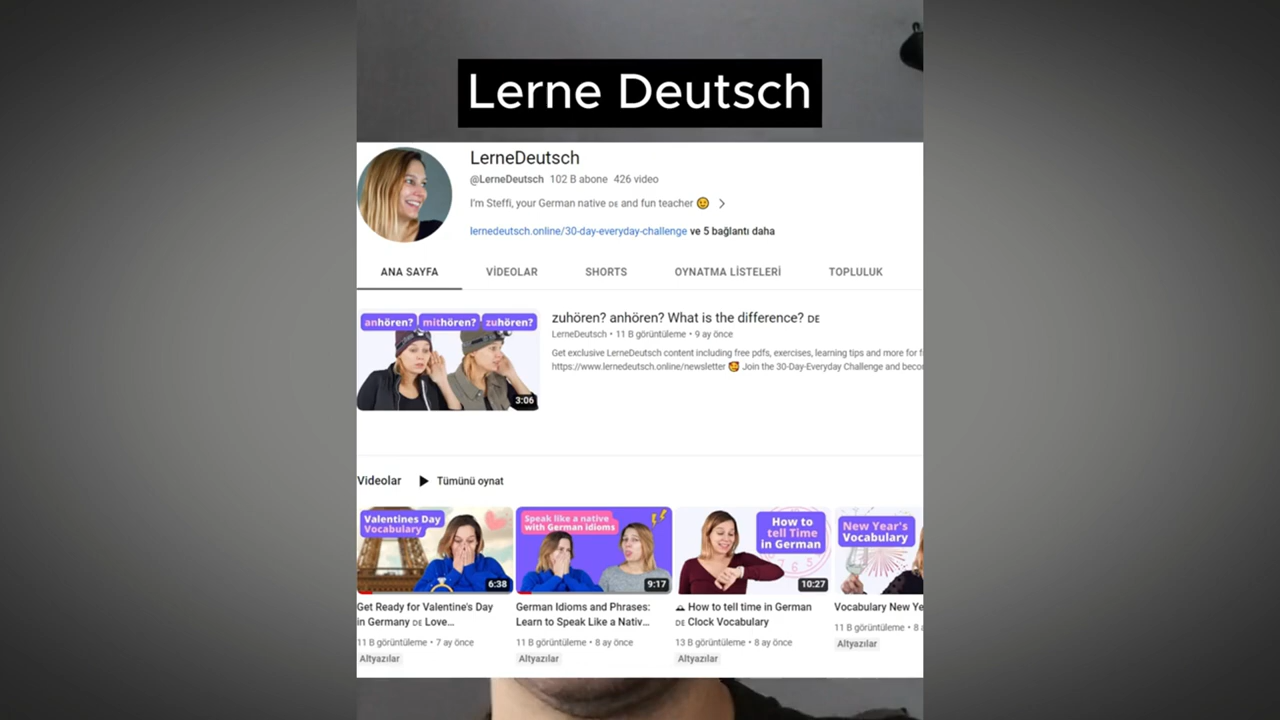 Lerne Deutsch
LerneDeutsch
@LerneDeutsch 102 B abone 426 video
I'm Steffi, your German native DE and fun teacher
lernedeutsch.online/30-day-everyday-challenge ve 5 bağlantı daha
ANA SAYFA VİDEOLAR SHORTS OYNATMA LİSTELERİ TOPLULUK
anhören? mithören? zuhören?
3:06
zuhören? anhören? What is the difference? DE
LerneDeutsch • 11 B görüntüleme • 9 ay önce
Get exclusive LerneDeutsch content including free pdfs, exercises, learning tips and more for f
https://www.lernedeutsch.online/newsletter 🥰 Join the 30-Day-Everyday Challenge and beco
Videolar Tümünü oynat
Valentines Day
Vocabulary
6:38
Get Ready for Valentine's Day
in Germany DE Love...
11 B görüntüleme • 7 ay önce
Altyazılar
Speak like a native
with German idioms
9:17
German Idioms and Phrases:
Learn to Speak Like a Nativ...
11 B görüntüleme • 8 ay önce
Altyazılar
How to
tell Time
in German
10:27
How to tell time in German
DE Clock Vocabulary
13 B görüntüleme • 8 ay önce
Altyazılar
New Year's
Vocabulary
Vocabulary New Ye
11 B görüntüleme • 8 a
Altyazılar